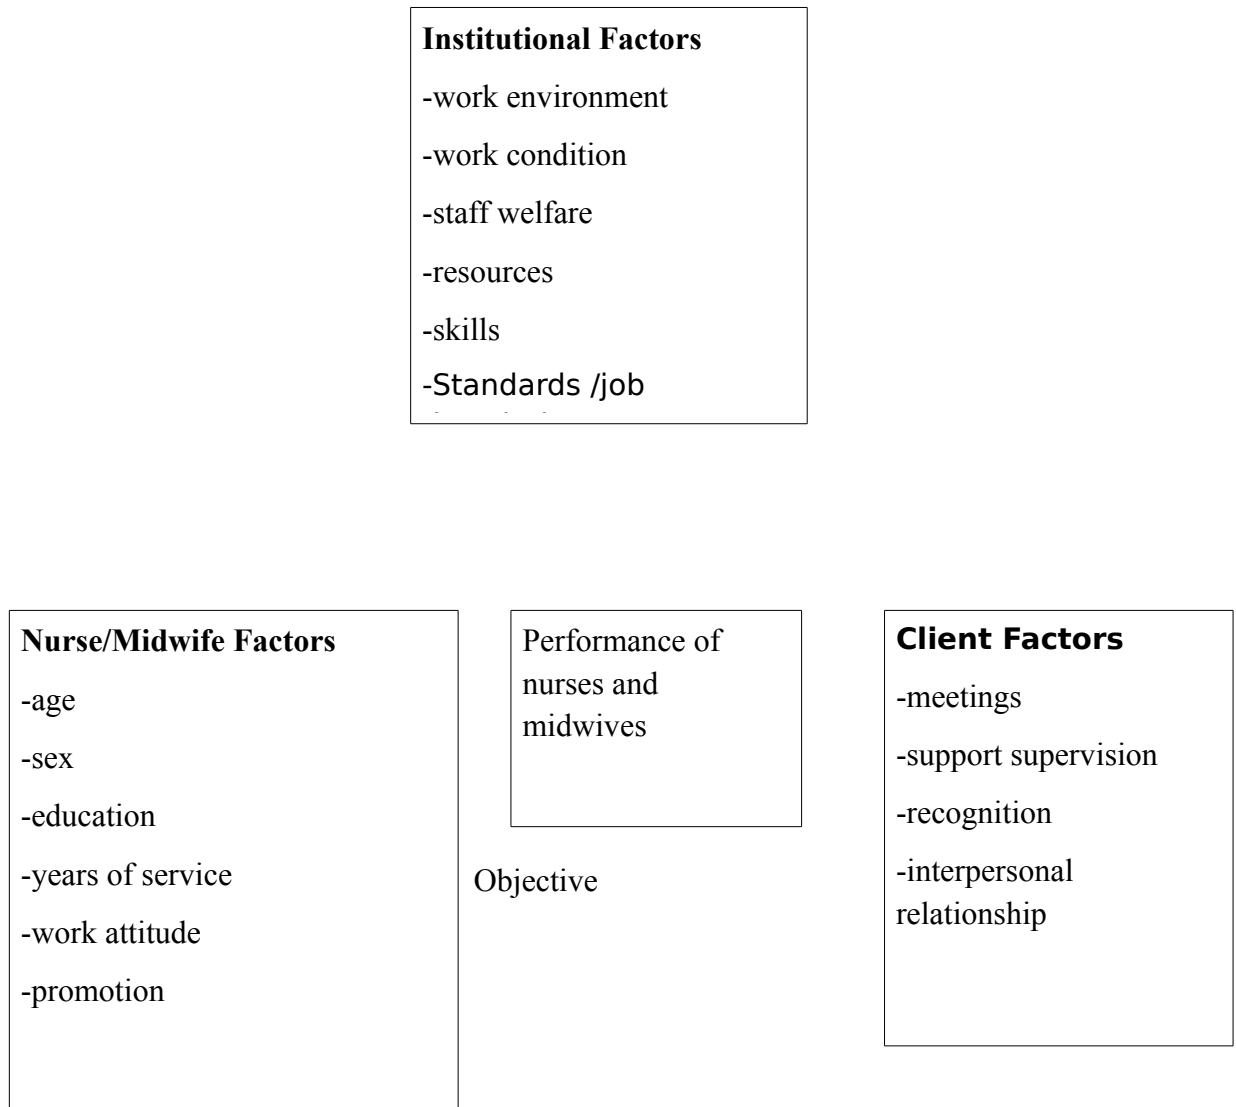 Institutional Factors
-work environment
-work condition
-staff welfare
-resources
-skills
-Standards /job
Nurse/Midwife Factors
-age
-sex
-education
-years of service
-work attitude
-promotion
Performance of
nurses and
midwives
Objective
Client Factors
-meetings
-support supervision
-recognition
-interpersonal
relationship